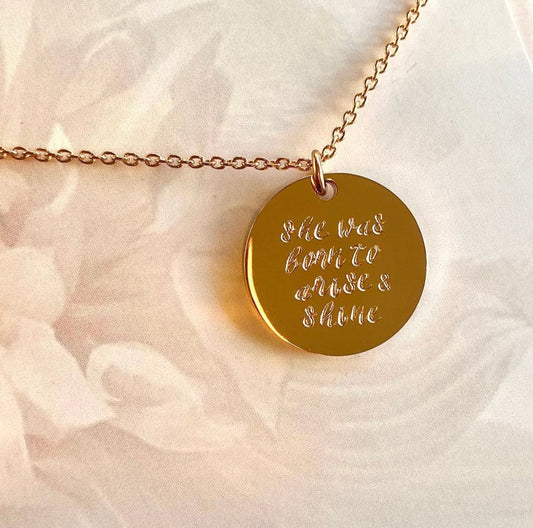 she was
born to
arise &
shine